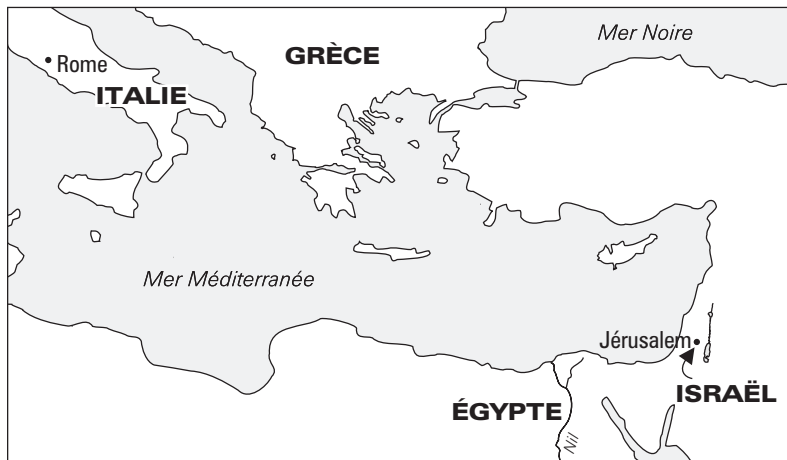 Mer Noire
GRÈCE
Rome
ITALIE
Mer Méditerranée
Jérusalem
ISRAËL
ÉGYPTE
Nil